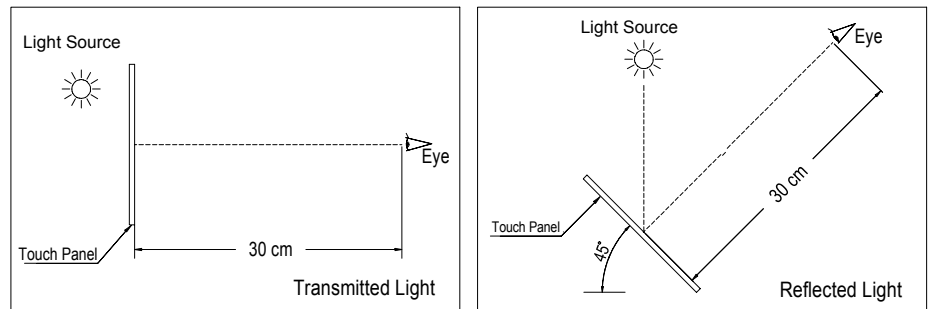 Light Source
Eye
Touch Panel
30 cm
Transmitted Light
Light Source
Eye
30 cm
Touch Panel
45°
Reflected Light